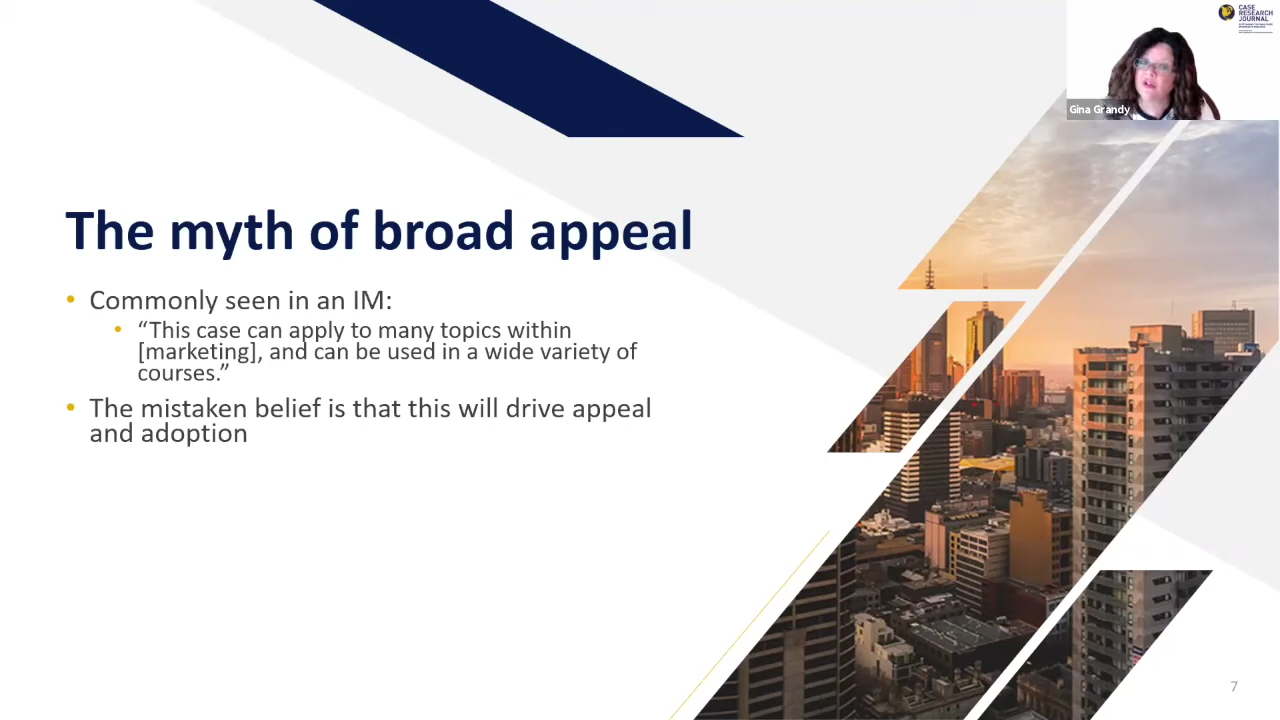 CASE
RESEARCH
JOURNAL
Gina Grandy
The myth of broad appeal
• Commonly seen in an IM:
• “This case can apply to many topics within
[marketing], and can be used in a wide variety of
courses.”
• The mistaken belief is that this will drive appeal
and adoption
7